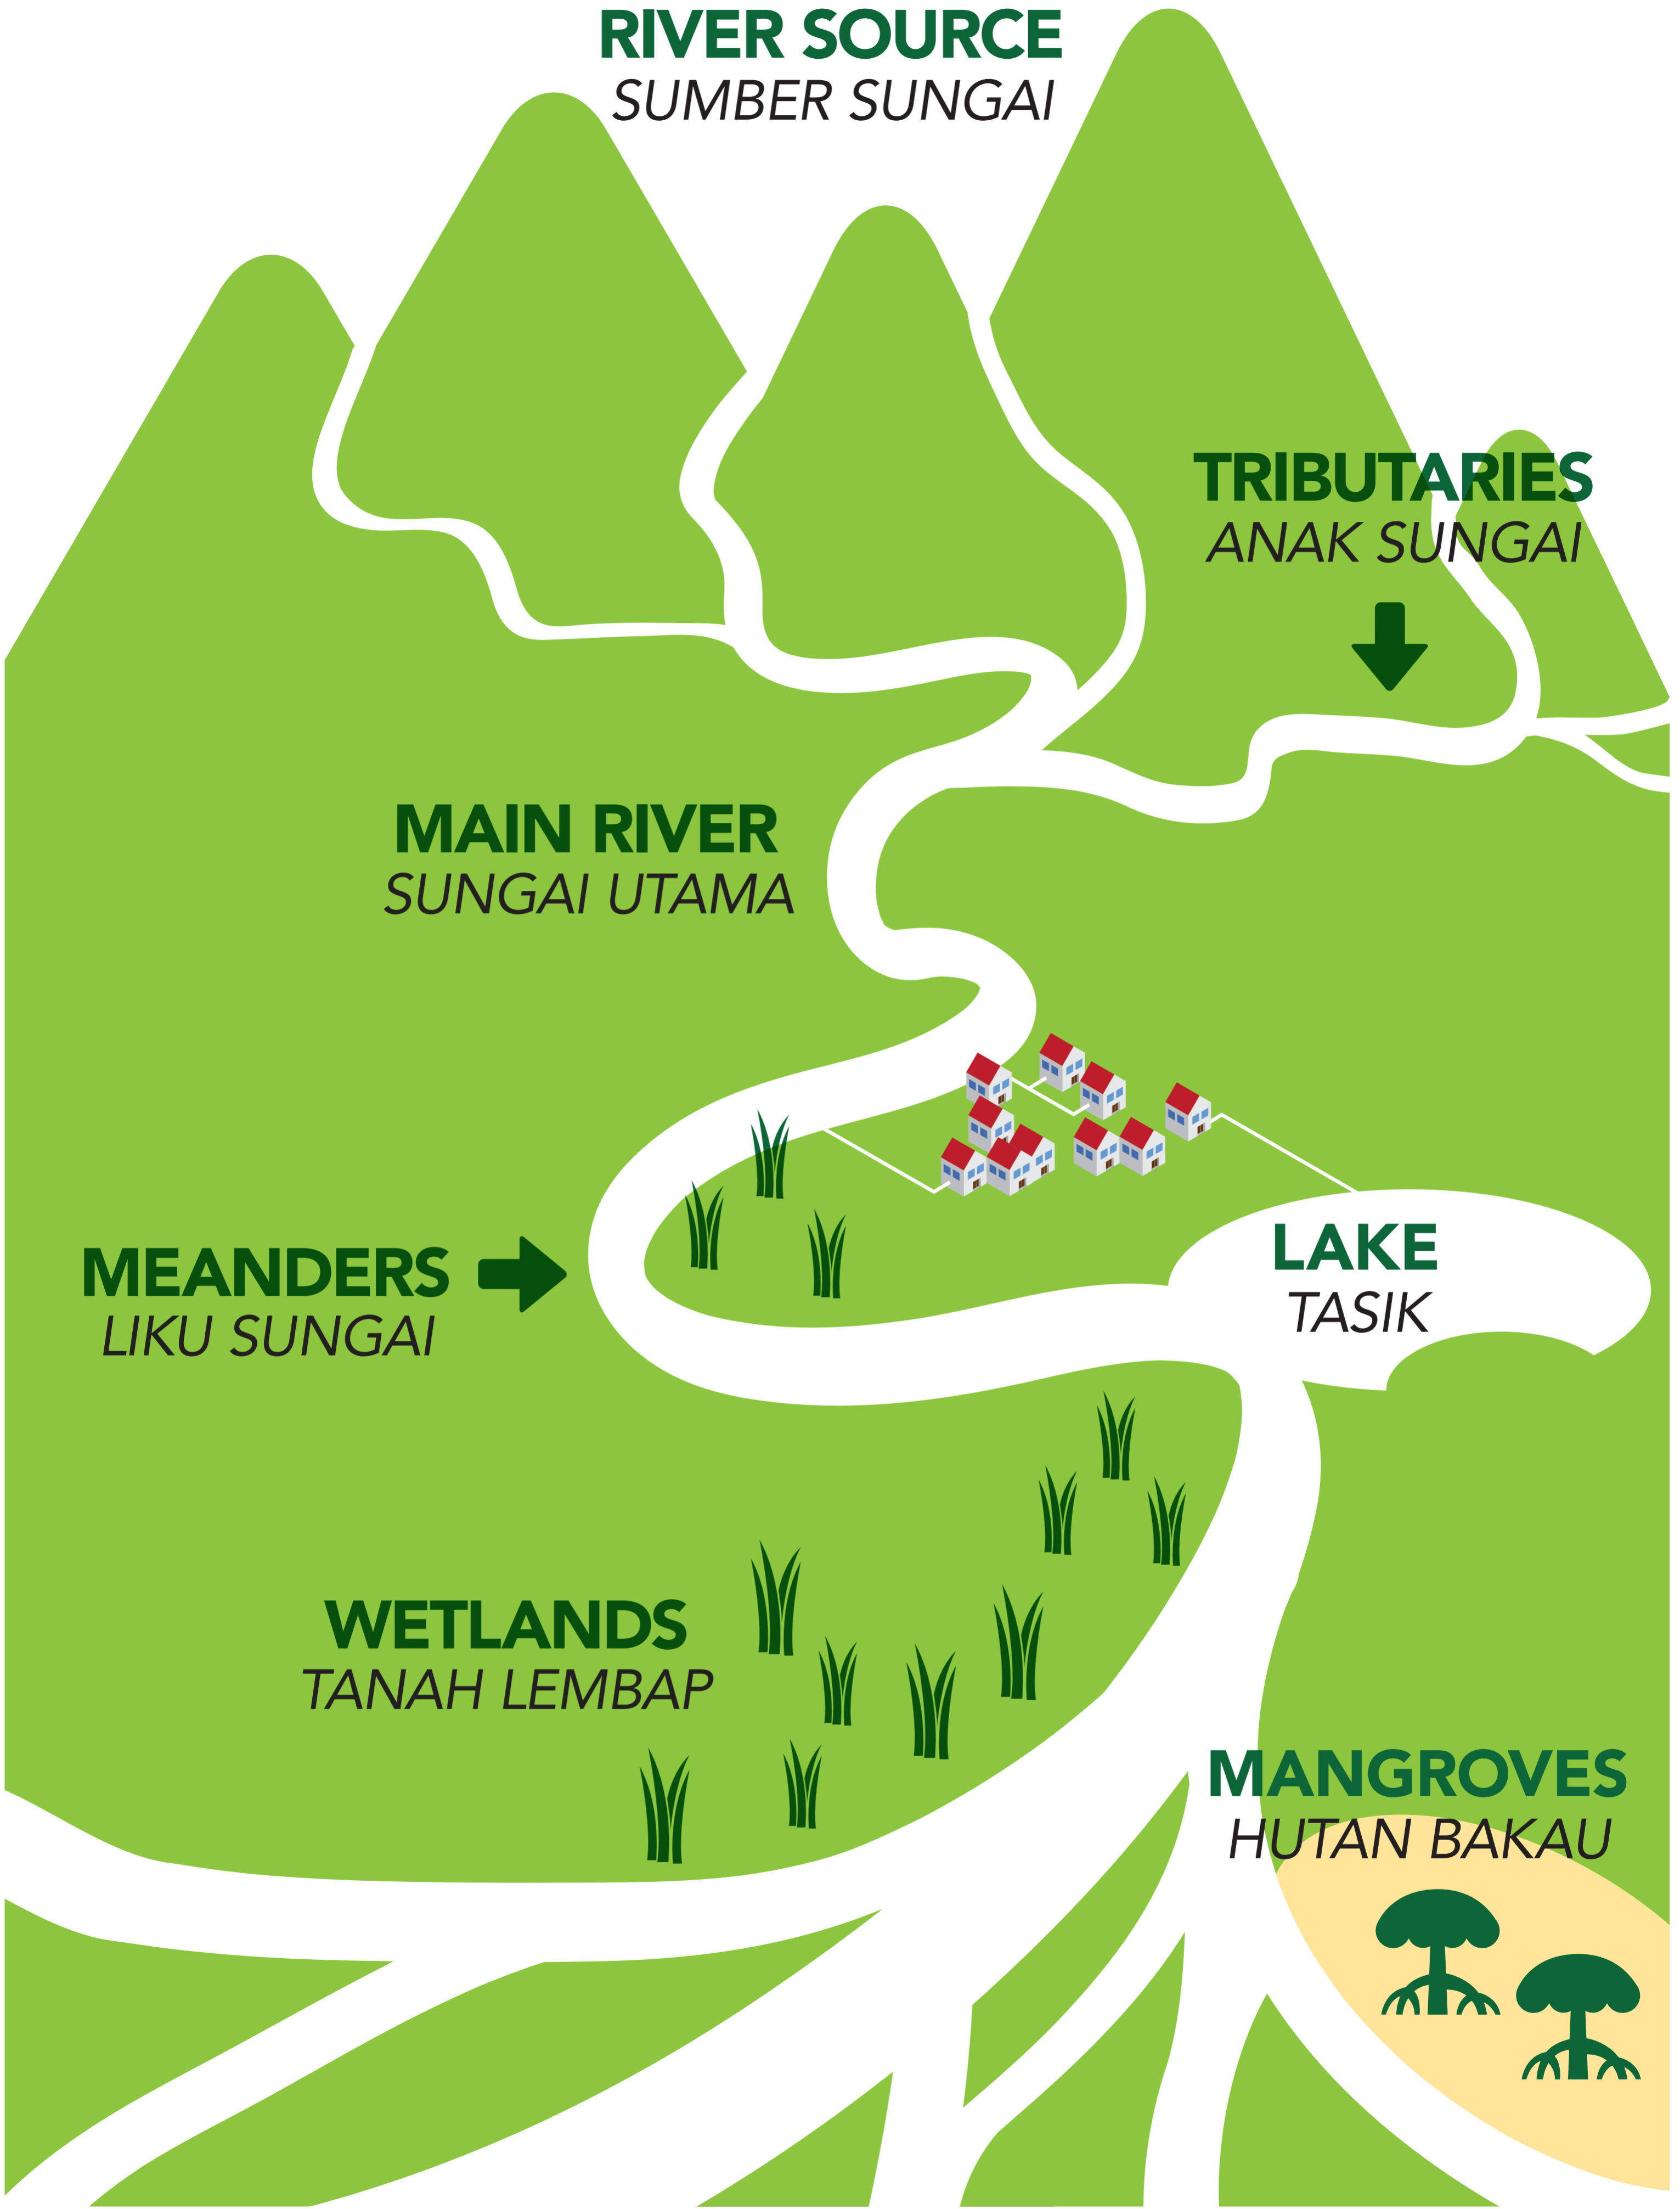 RIVER SOURCE
SUMBER SUNGAI
TRIBUTARIES
ANAK SUNGAI
MAIN RIVER
SUNGAI UTAMA
LAKE
TASIK
MEANDERS
LIKU SUNGAI
WETLANDS
TANAH LEMBAP
MANGROVES
HUTAN BAKAU